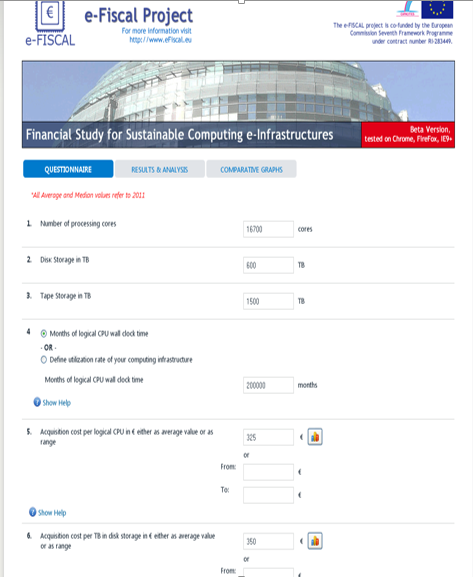 e-Fiscal Project
For more information visit
http://www.eFiscal.eu
e-FISCAL
The e-FISCAL project is co-funded by the European
Commission Seventh Framework Programme
under contract number RI-283449.
Financial Study for Sustainable Computing e-Infrastructures
Beta Version,
tested on Chrome, FireFox, IE9+
QUESTIONNAIRE
RESULTS & ANALYSIS
COMPARATIVE GRAPHS
*All Average and Median values refer to 2011
1. Number of processing cores 16700 cores
2. Disk Storage in TB 600 TB
3. Tape Storage in TB 1500 TB
4 Months of logical CPU wall clock time
- OR -
Define utilization rate of your computing infrastructure
Months of logical CPU wall clock time 200000 months
Show Help
5. Acquisition cost per logical CPU in € either as average value or as
range
325 €
or
From: €
To: €
Show Help
6. Acquisition cost per TB in disk storage in € either as average value
or as range
350 €
or
From: €